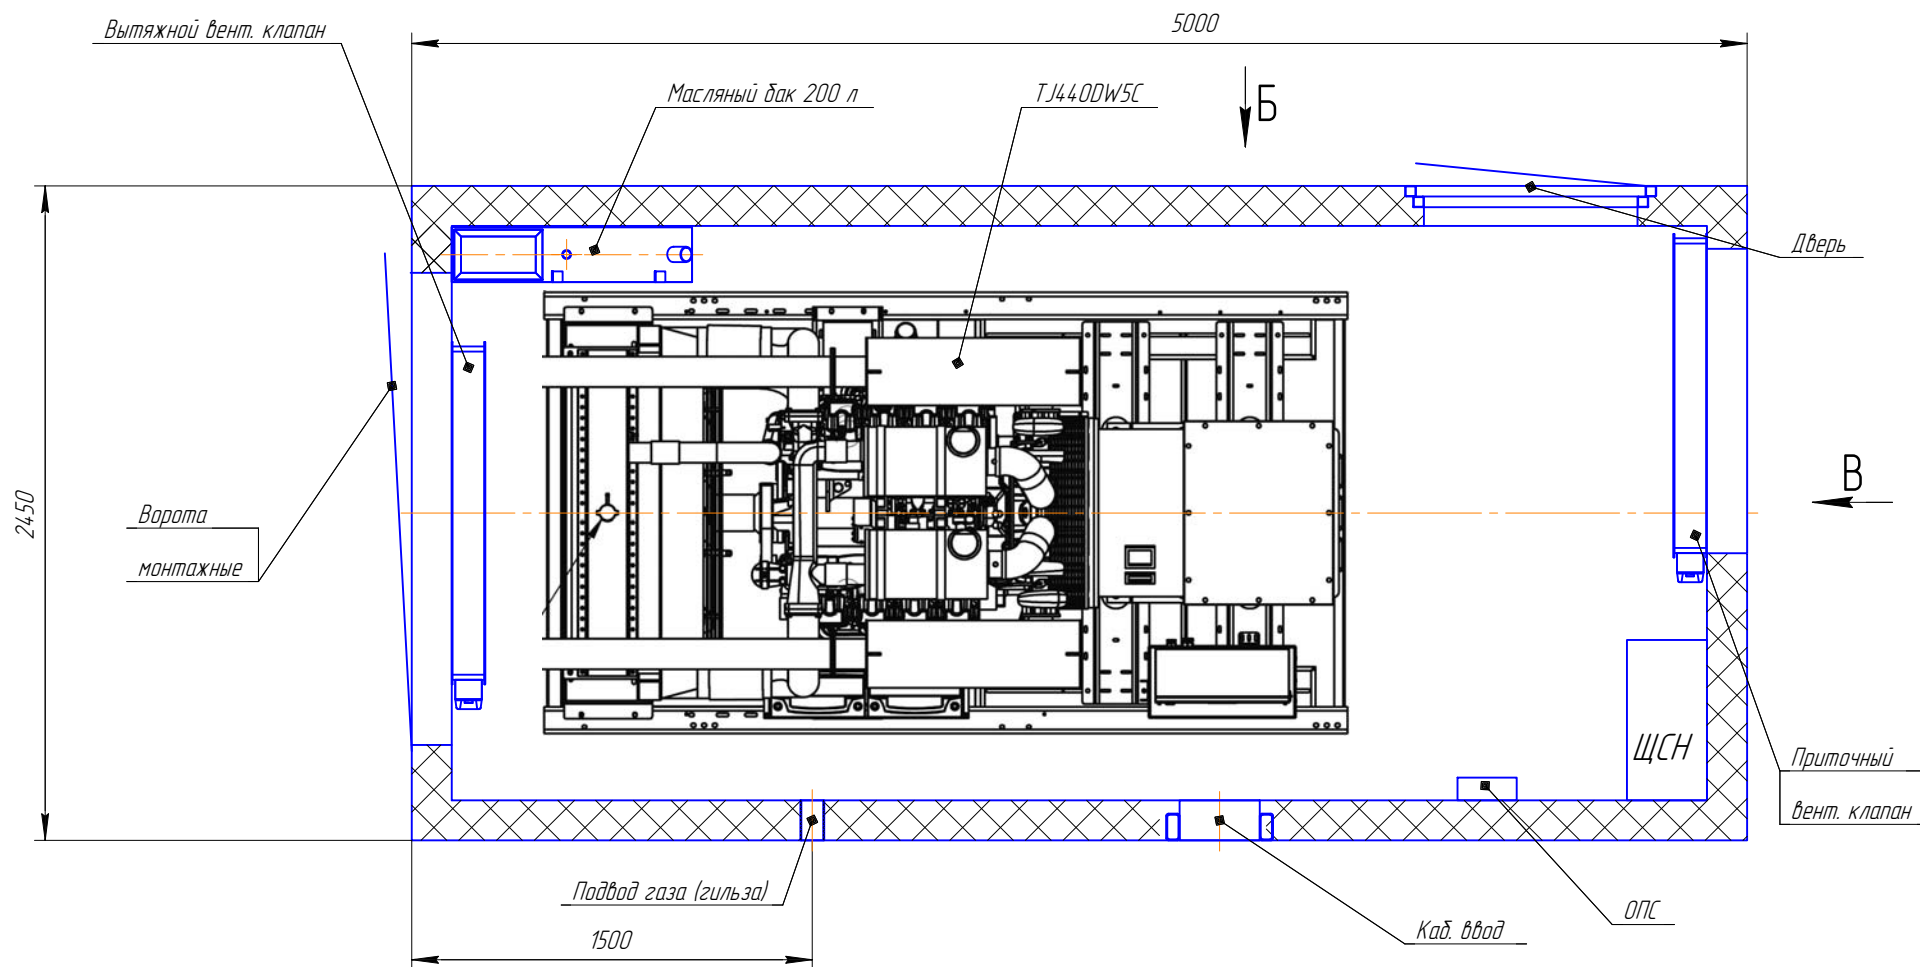 5000
Вытяжной вент. клапан
Масляный бак 200 л
TJ440DW5C
Б
Дверь
В
2450
Ворота
монтажные
ЩСН
Приточный
вент. клапан
Подвод газа (гильза)
ОПС
Каб. ввод
1500